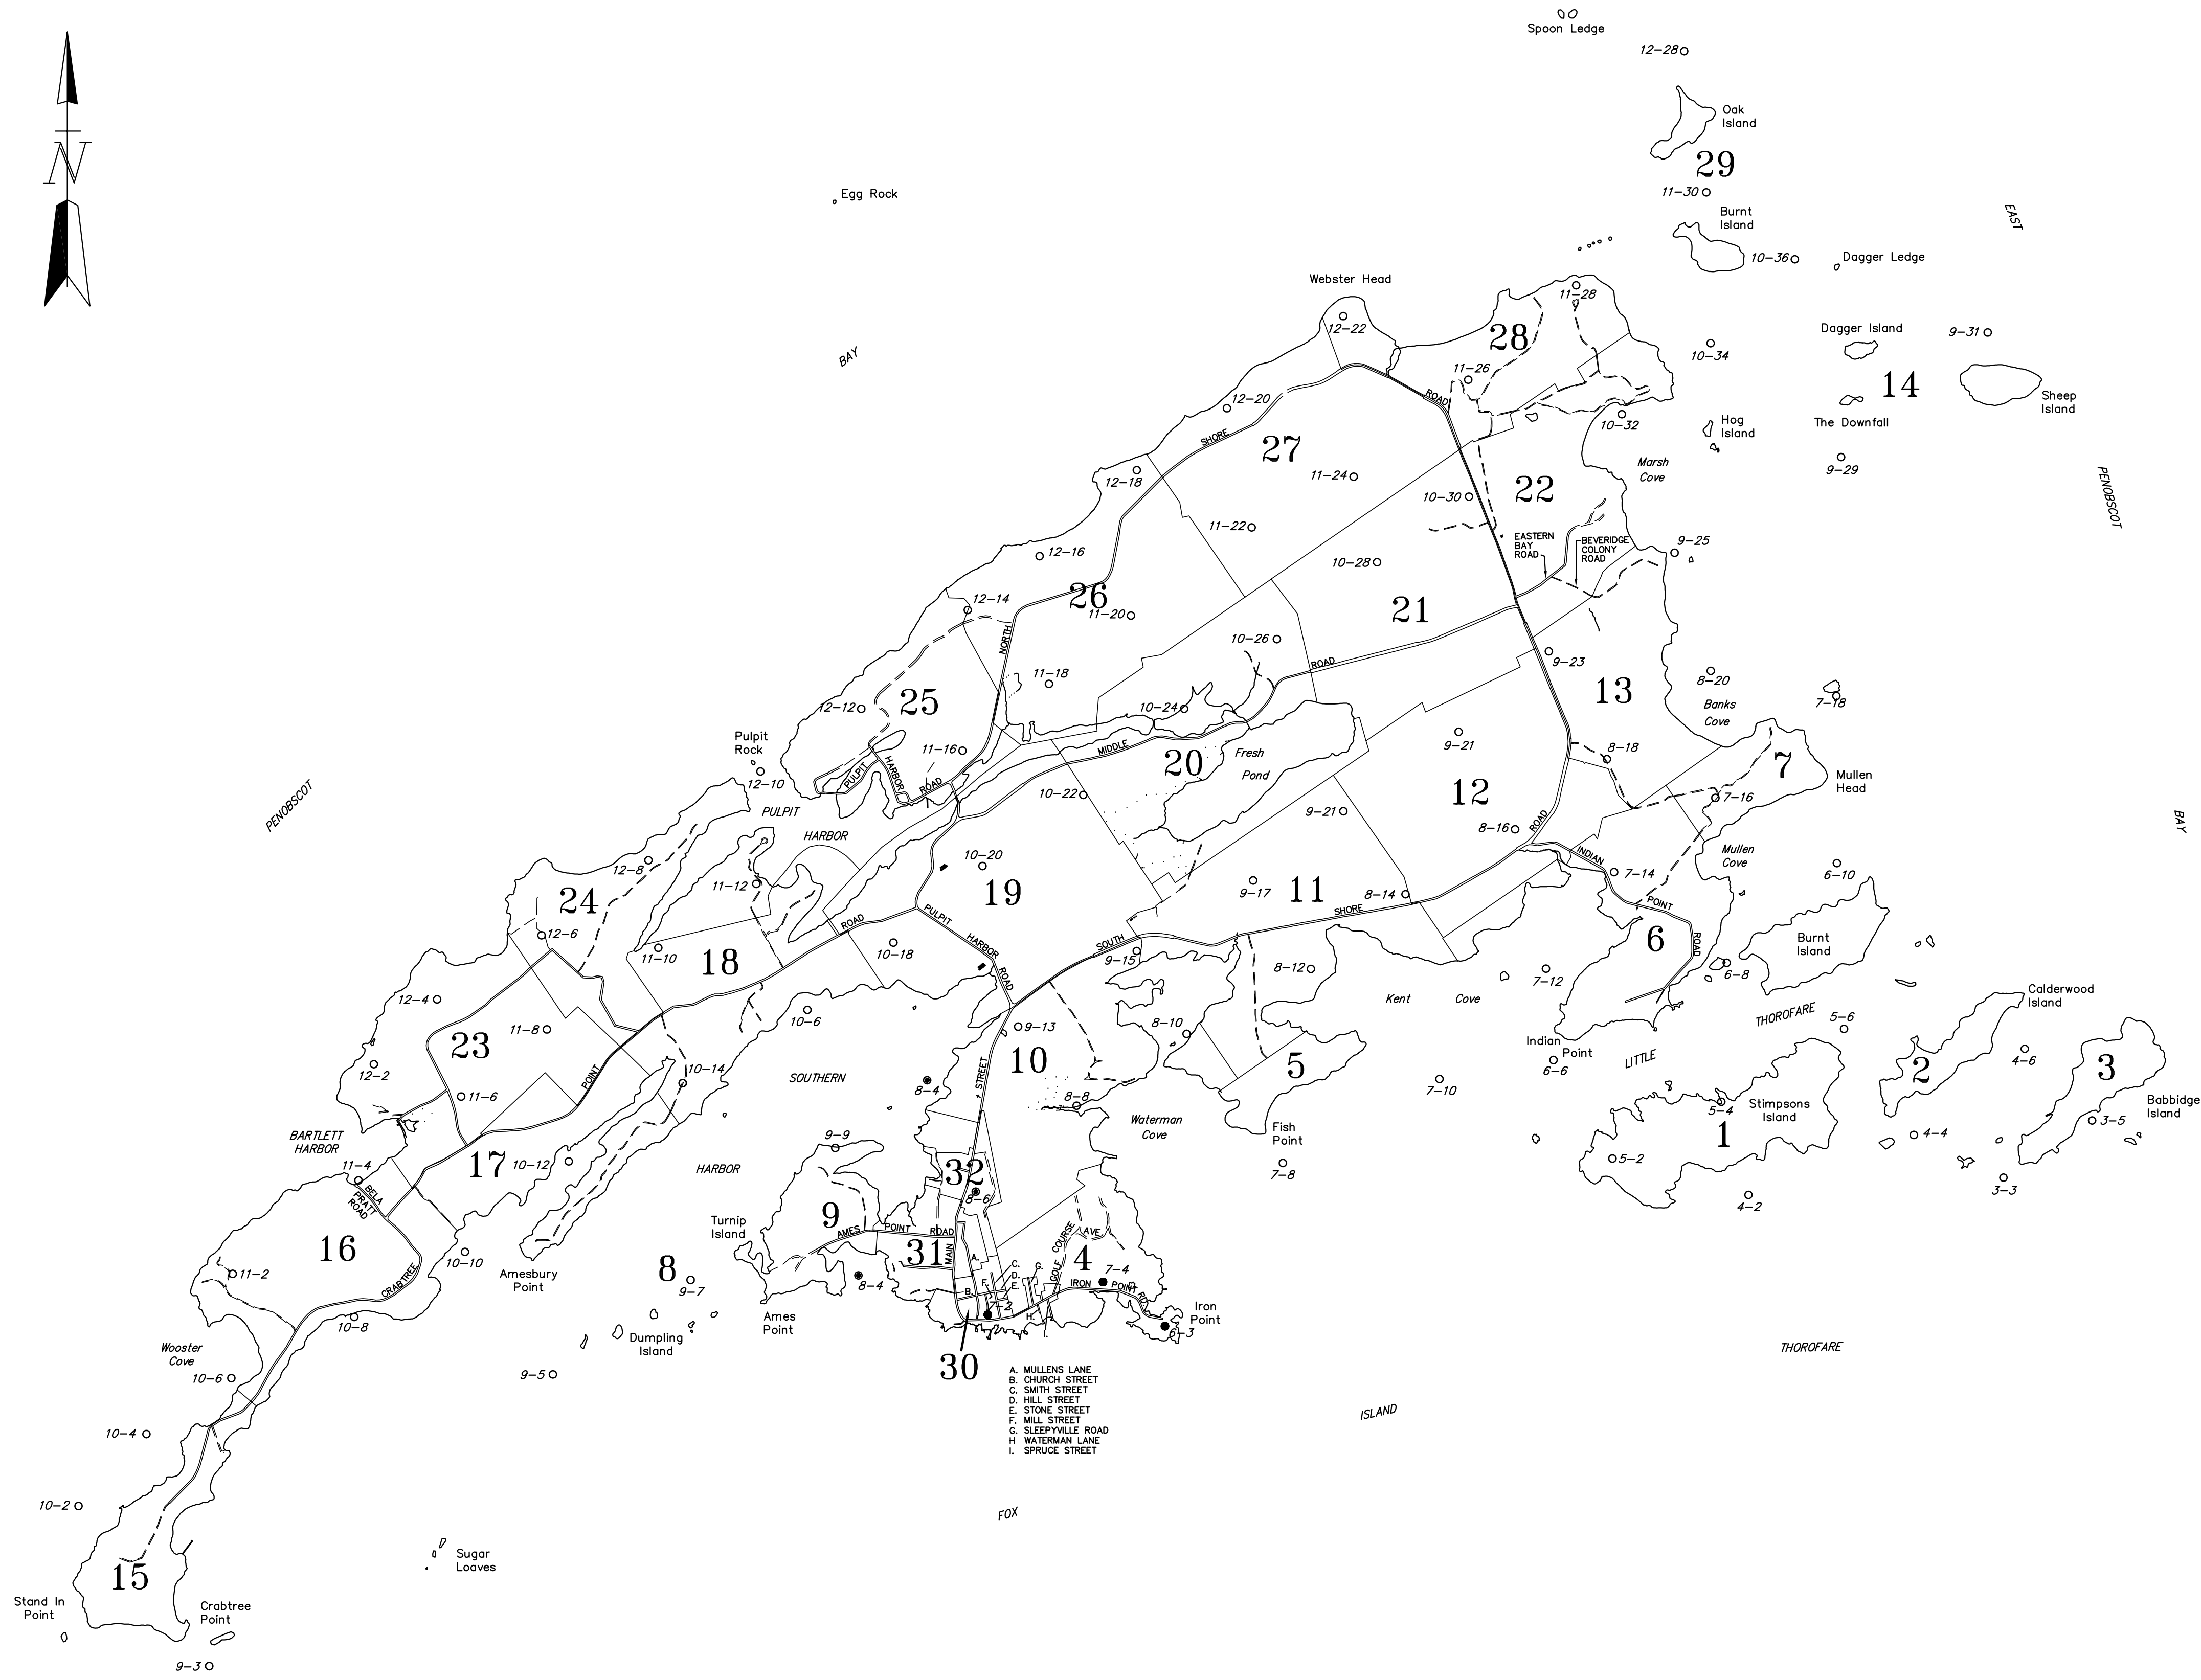 Spoon Ledge
12-28
Oak
Island
29
11-30
Burnt
Island
10-36
Dagger Ledge
EAST
N
Egg Rock
BAY
Webster Head
12-22
11-28
28
11-26
10-34
Dagger Island
9-31
14
Sheep
Island
The Downfall
9-29
Hog
Island
10-32
Marsh
Cove
ROAD
12-20
SHORE
27
11-24
12-18
11-22
10-30
22
EASTERN
BAY
ROAD
BEVERIDGE
COLONY
ROAD
9-25
PENOBSCOT
10-28
12-16
12-14
26
11-20
21
NORTH
10-26
ROAD
11-18
9-23
13
8-20
Banks
Cove
7-18
12-12
25
10-24
Pulpit
Rock
12-10
11-16
PULPIT
HARBOR
ROAD
MIDDLE
20
Fresh
Pond
9-21
8-18
7
Mullen
Head
PENOBSCOT
PULPIT
HARBOR
10-22
9-21
12
7-16
BAY
8-16
ROAD
INDIAN
Mullen
Cove
12-8
10-20
11-12
24
19
9-17
11
8-14
7-14
6-10
SHORE
POINT
ROAD
PULPIT
HARBOR
ROAD
12-6
11-10
18
10-18
SOUTH
9-15
8-12
6
ROAD
Burnt
Island
6-8
7-12
Kent Cove
12-4
Calderwood
Island
11-8
10-6
9-13
8-10
THOROFARE
5-6
23
10
5
Indian
Point
6-6
LITTLE
2
4-6
3
12-2
POINT
10-14
SOUTHERN
8-4
STREET
7-10
11-6
8-8
5-4
Stimpsons
Island
1
Babbidge
Island
3-5
BARTLETT
HARBOR
Waterman
Cove
Fish
Point
4-4
9-9
11-4
17
10-12
HARBOR
32
7-8
5-2
3-3
BELA
PRATT
ROAD
8-6
4-2
Turnip
Island
9
AMES
POINT
ROAD
16
31
MAIN
GOLF
COURSE
AVE
4
10-10
8
A.
C.
D.
E.
F.
G.
11-2
Amesbury
Point
9-7
8-4
7-4
CRABTREE
IRON
POINT
RD.
B.
7-2
H.
I.
Iron
Point
6-3
Ames
Point
10-8
Dumpling
Island
Wooster
Cove
THOROFARE
30
10-6
9-5
A. MULLENS LANE
B. CHURCH STREET
C. SMITH STREET
D. HILL STREET
E. STONE STREET
F. MILL STREET
G. SLEEPYVILLE ROAD
H WATERMAN LANE
I. SPRUCE STREET
ISLAND
10-4
10-2
FOX
Sugar
Loaves
15
Stand In
Point
Crabtree
Point
9-3